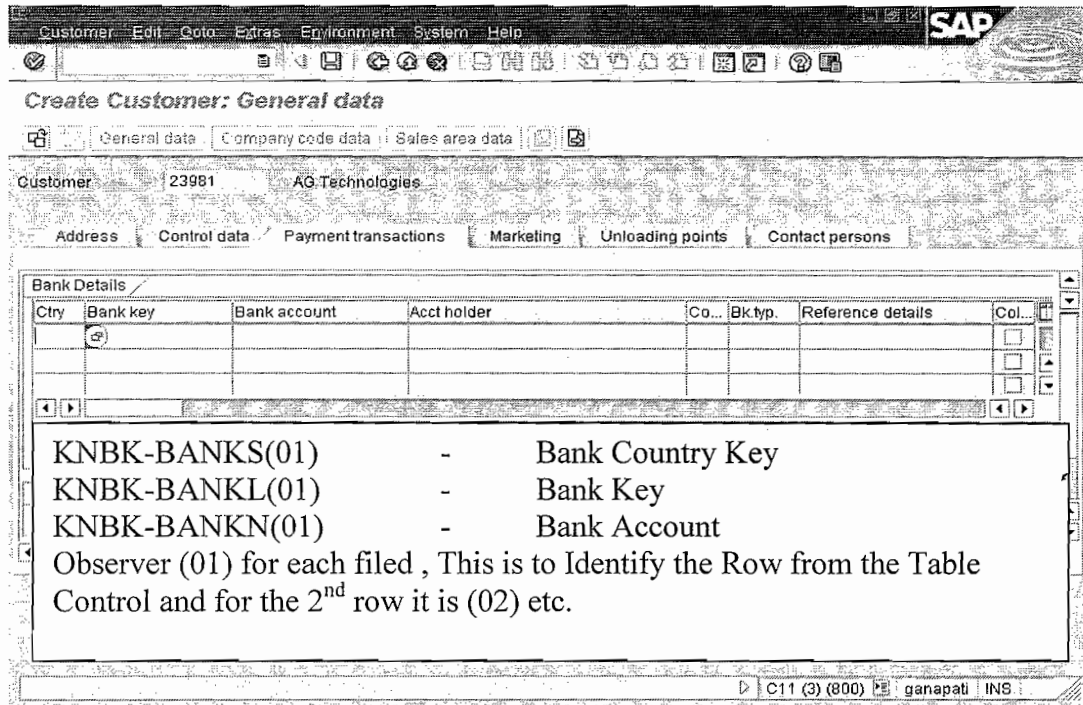 SAP
Customer Edit Goto Extras Environment System Help
Create Customer: General data
General data Company code data Sales area data
Customer 23981 AG Technologies
Address Control data Payment transactions Marketing Unloading points Contact persons
Bank Details
Ctry Bank key Bank account Acct holder Co... Bk.typ. Reference details Col...
KNBK-BANKS(01) - Bank Country Key
KNBK-BANKL(01) - Bank Key
KNBK-BANKN(01) - Bank Account
Observer (01) for each filed , This is to Identify the Row from the Table
Control and for the 2nd row it is (02) etc.
C11 (3) (800) ganapati INS